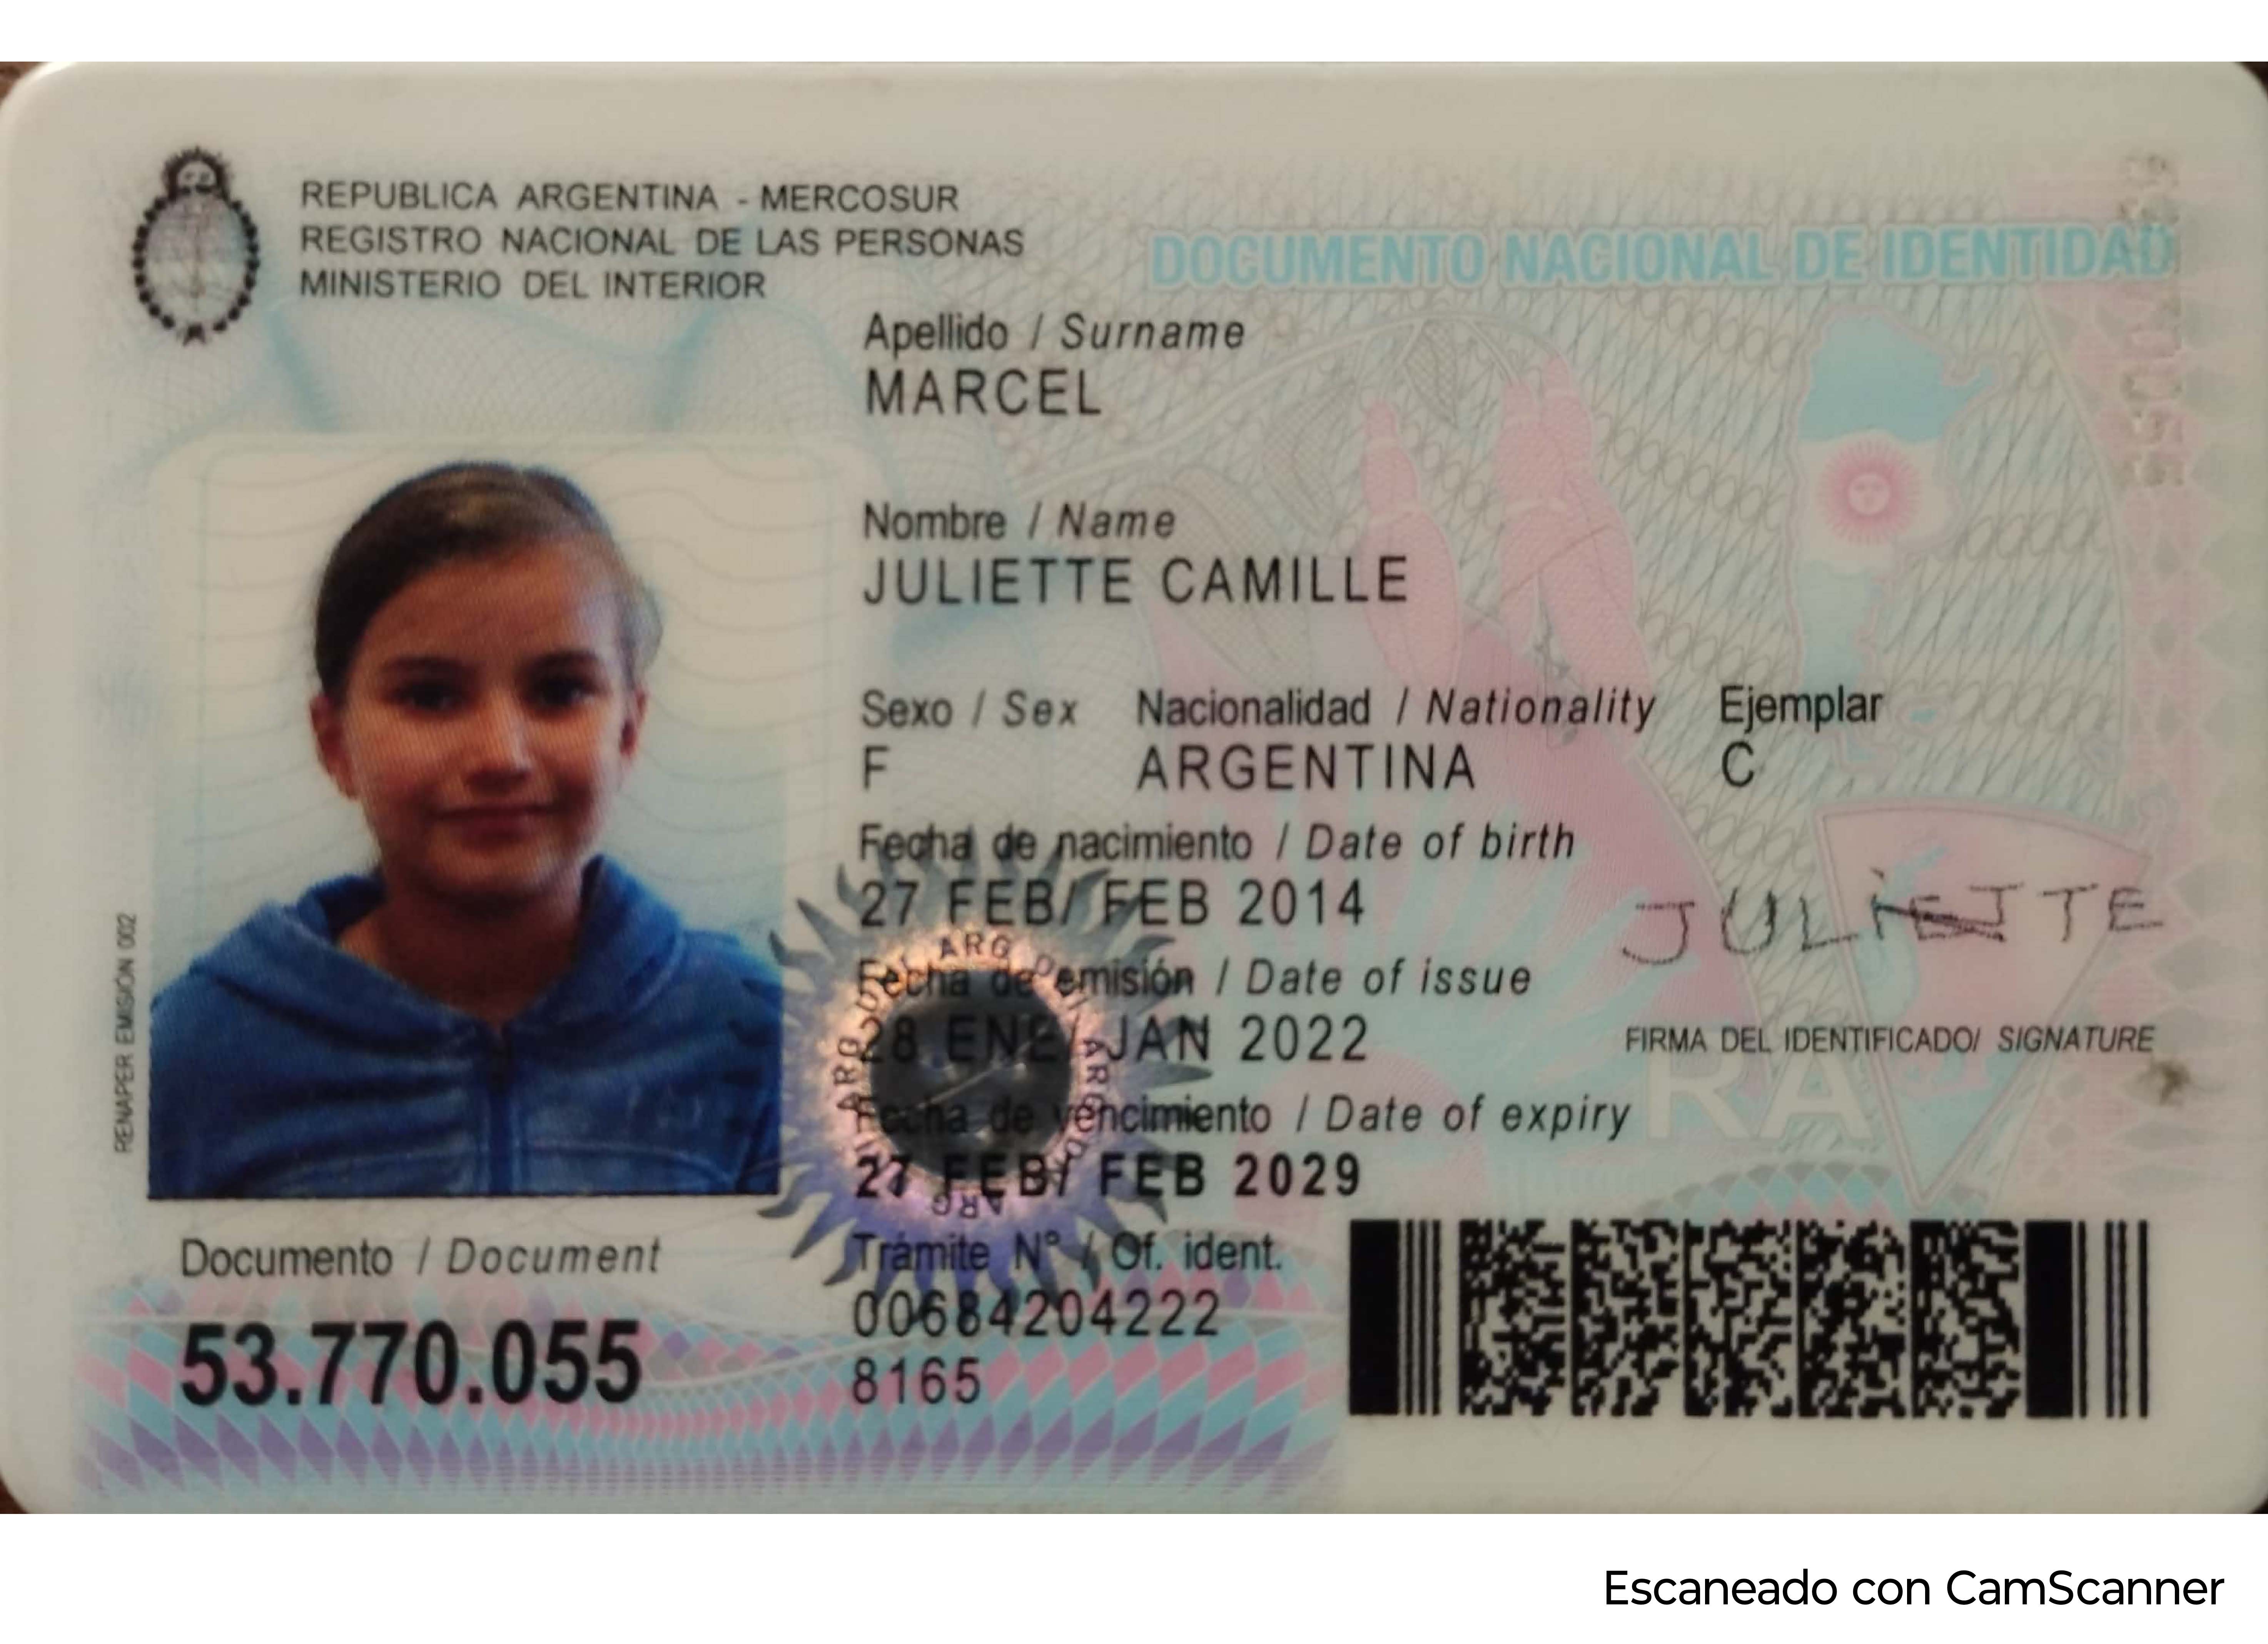 REPUBLICA ARGENTINA - MERCOSUR
REGISTRO NACIONAL DE LAS PERSONAS
MINISTERIO DEL INTERIOR
DOCUMENTO NACIONAL DE IDENTIDAD
Apellido / Surname
MARCEL
Nombre / Name
JULIETTE CAMILLE
Sexo / Sex Nacionalidad / Nationality Ejemplar
F ARGENTINA C
Fecha de nacimiento / Date of birth
27 FEB/ FEB 2014
JULIETTE
Fecha de emisión / Date of issue
28 ENE/ JAN 2022
FIRMA DEL IDENTIFICADO/ SIGNATURE
Fecha de vencimiento / Date of expiry
27 FEB/ FEB 2029
RA
RENAPER EMISIÓN 002
Documento / Document
53.770.055
Trámite N° / Of. ident.
00684204222
8165
Escaneado con CamScanner